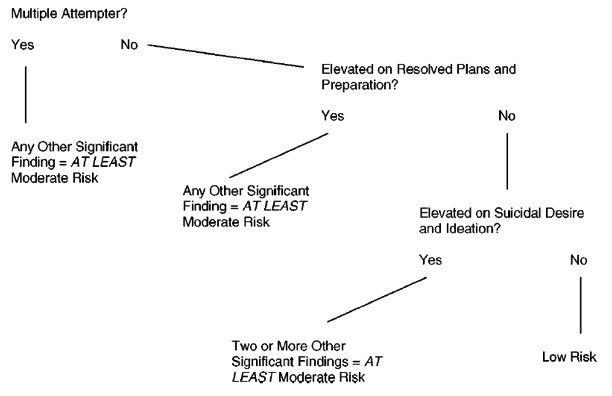 Multiple Attempter?
Yes
No
Elevated on Resolved Plans and
Preparation?
Yes
No
Any Other Significant
Finding = AT LEAST
Moderate Risk
Any Other Significant
Finding = AT LEAST
Moderate Risk
Elevated on Suicidal Desire
and Ideation?
Yes
No
Two or More Other
Significant Findings = AT
LEAST Moderate Risk
Low Risk